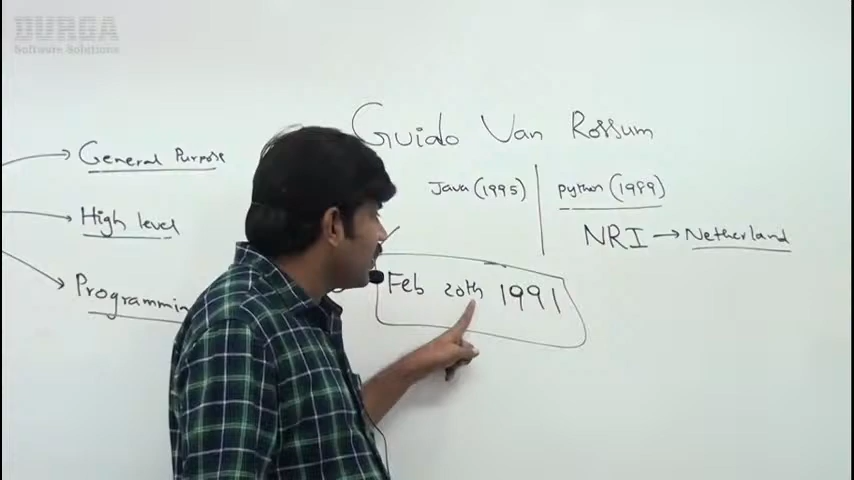 DURGA
Software Solutions
Guido Van Rossum
General Purpose
Java (1995)
Python (1989)
High level
NRI → Netherland
Feb 20th 1991
Programmin